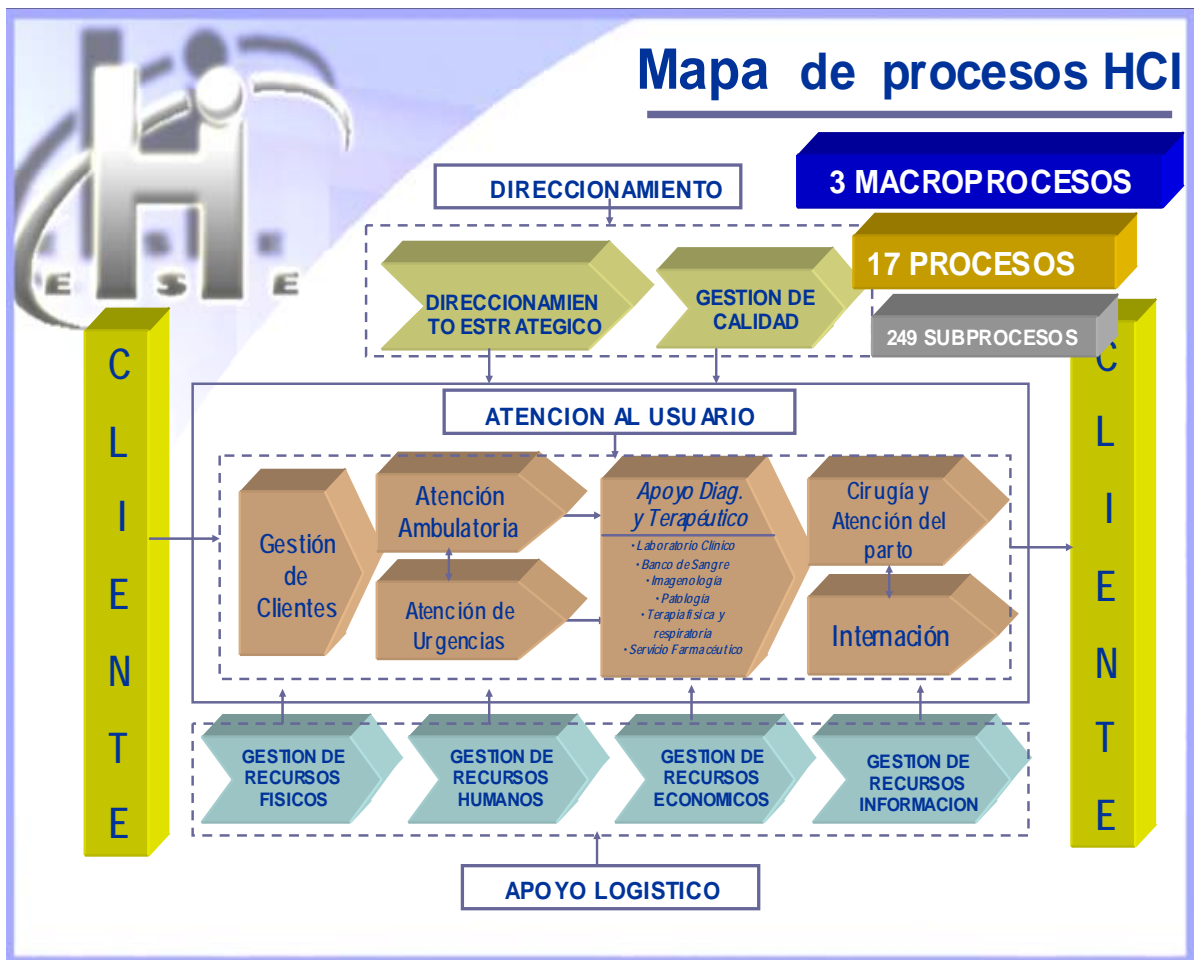 Mapa de procesos HCI
H
E S E
3 MACROPROCESOS
17 PROCESOS
249 SUBPROCESOS
DIRECCIONAMIENTO
DIRECCIONAMIEN
TO ESTRATEGICO
GESTION DE
CALIDAD
CLIENTE
ATENCION AL USUARIO
Gestión
de
Clientes
Atención
Ambulatoria
Atención de
Urgencias
Apoyo Diag.
y Terapéutico
• Laboratorio Clínico
• Banco de Sangre
• Imagenología
• Patología
• Terapia física y
respiratoria
• Servicio Farmacéutico
Cirugía y
Atención del
parto
Internación
CLIENTE
GESTION DE
RECURSOS
FISICOS
GESTION DE
RECURSOS
HUMANOS
GESTION DE
RECURSOS
ECONOMICOS
GESTION DE
RECURSOS
INFORMACION
APOYO LOGISTICO